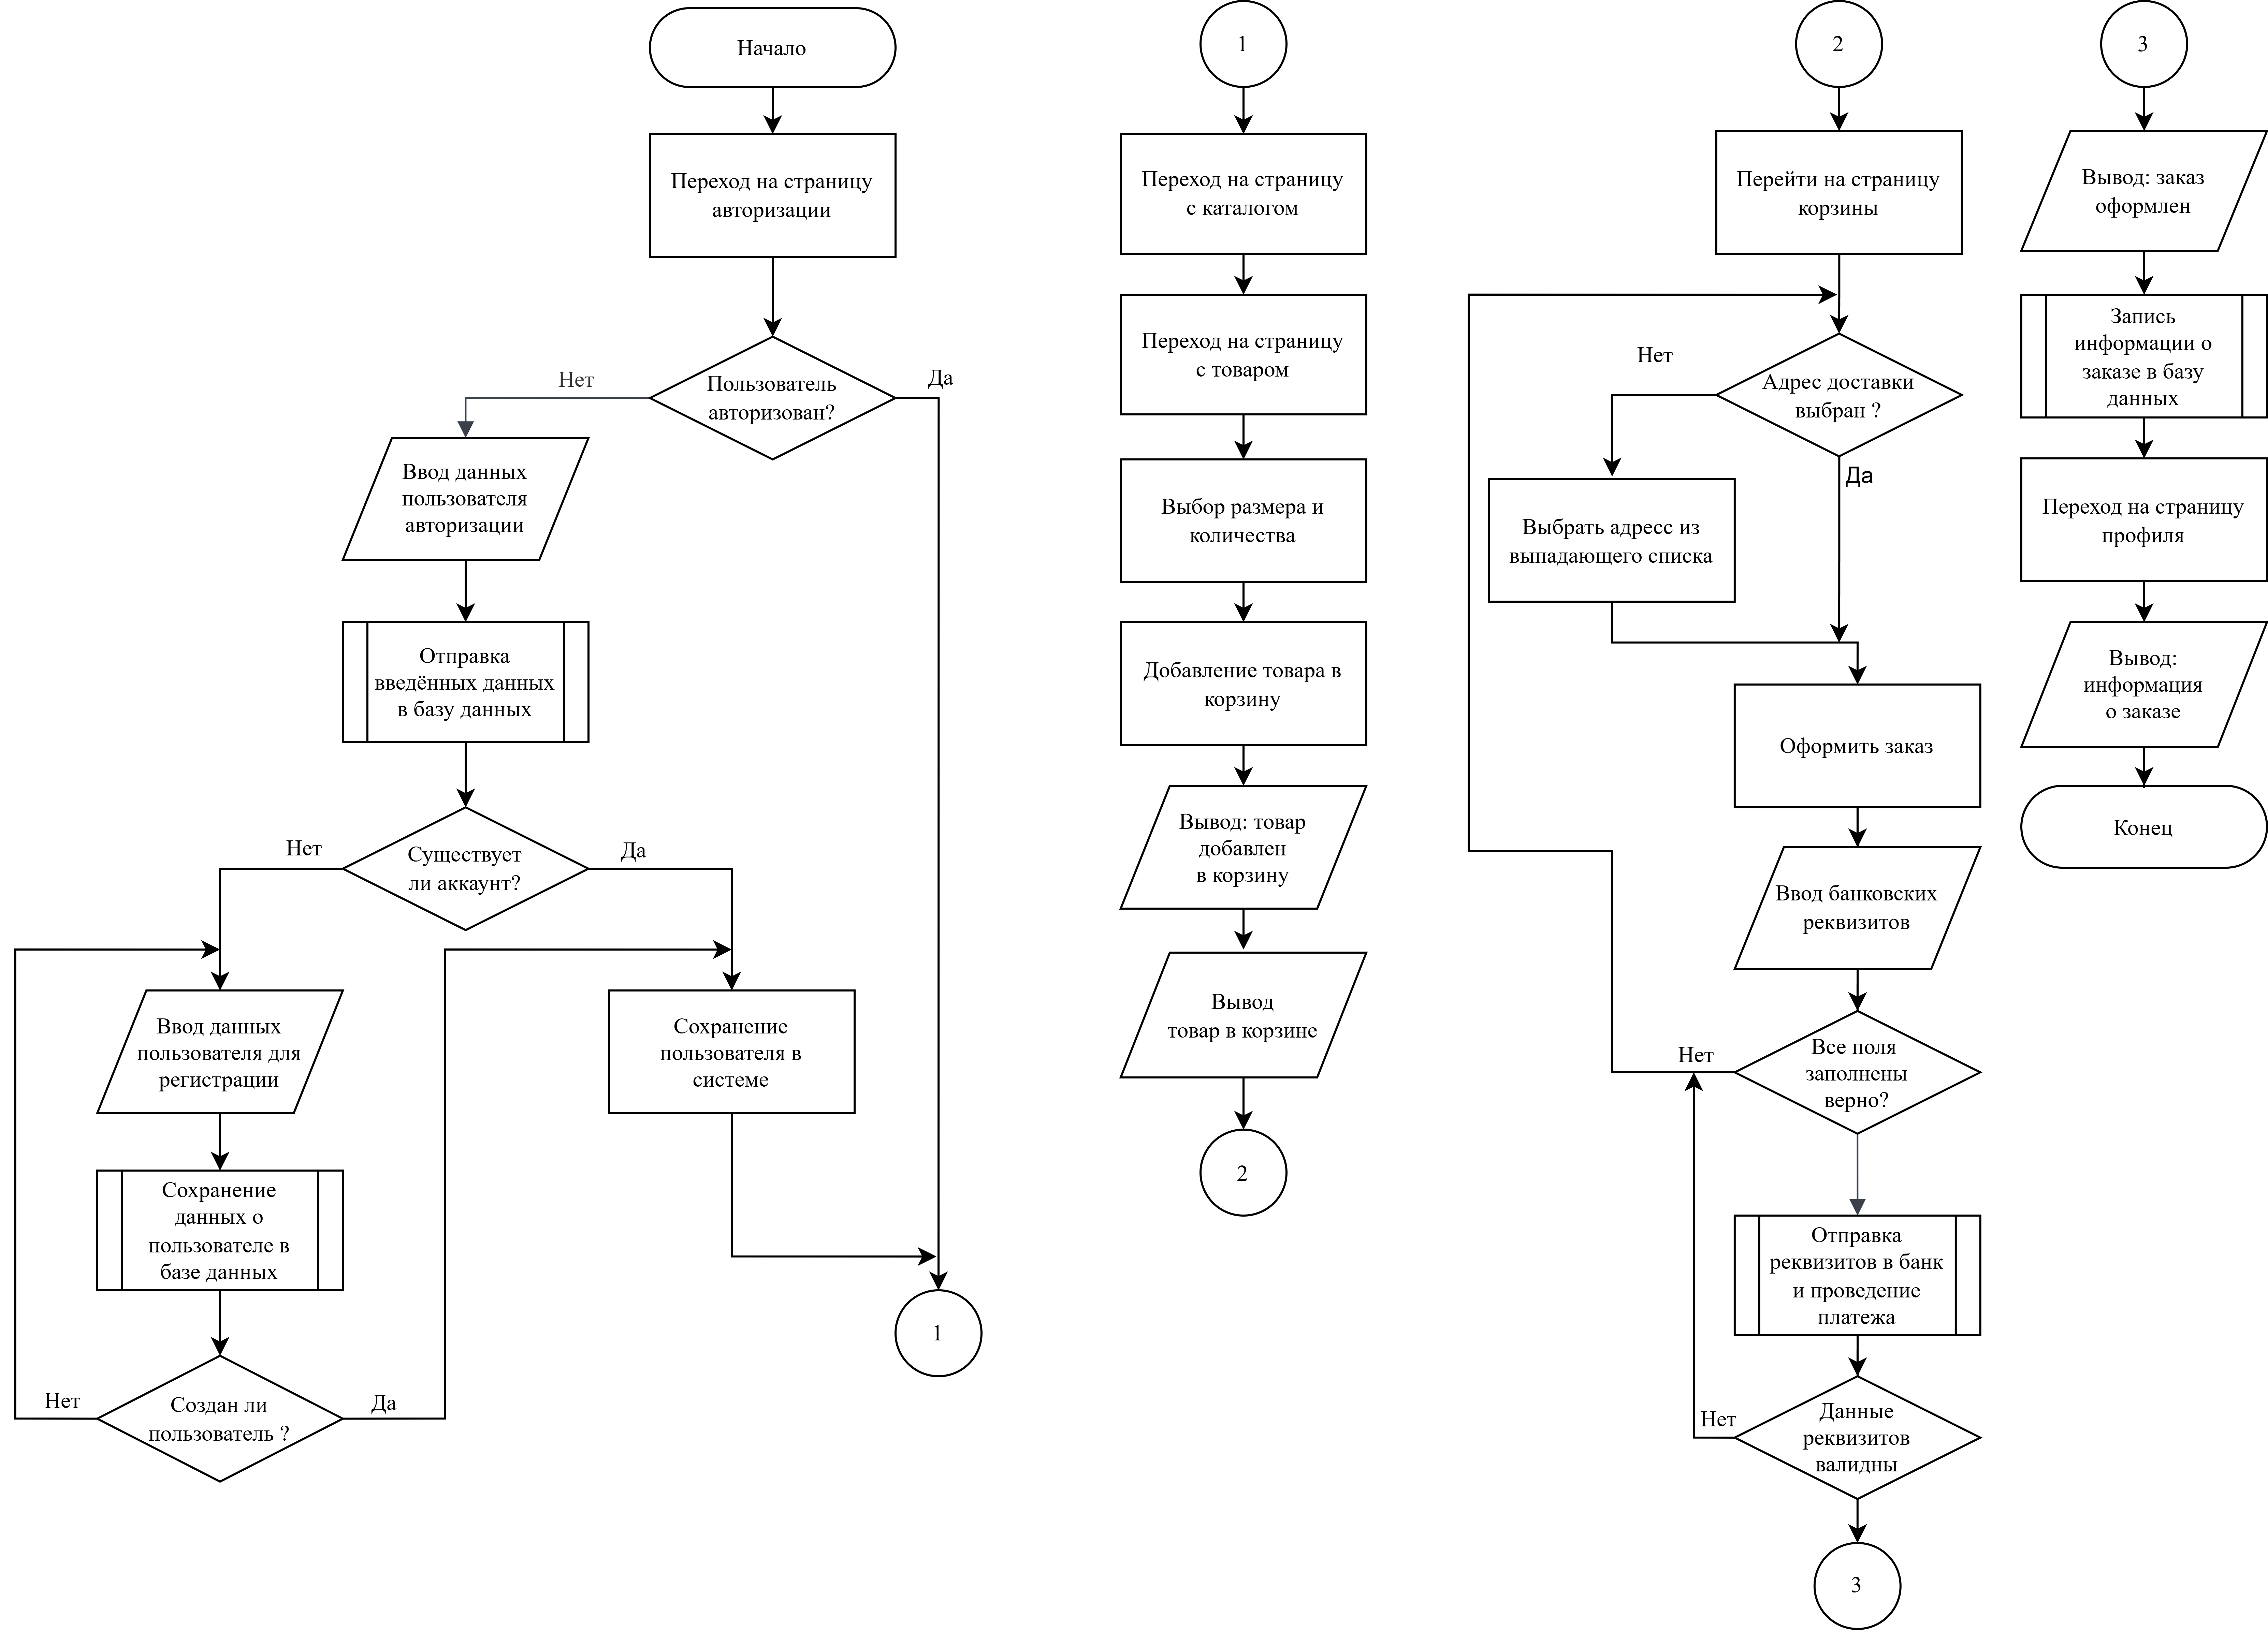 Начало
Переход на страницу
авторизации
Пользователь
авторизован?
Нет
Да
Ввод данных
пользователя
авторизации
Отправка
введённых данных
в базу данных
Существует
ли аккаунт?
Нет
Да
Ввод данных
пользователя для
регистрации
Сохранение
данных о
пользователе в
базе данных
Создан ли
пользователь ?
Нет
Да
Сохранение
пользователя в
системе
1
1
Переход на страницу
с каталогом
Переход на страницу
с товаром
Выбор размера и
количества
Добавление товара в
корзину
Вывод: товар
добавлен
в корзину
Вывод
товар в корзине
2
2
Перейти на страницу
корзины
Адрес доставки
выбран ?
Нет
Да
Выбрать адресс из
выпадающего списка
Оформить заказ
Ввод банковских
реквизитов
Все поля
заполнены
верно?
Нет
Отправка
реквизитов в банк
и проведение
платежа
Данные
реквизитов
валидны
Нет
3
3
Вывод: заказ
оформлен
Запись
информации о
заказе в базу
данных
Переход на страницу
профиля
Вывод:
информация
о заказе
Конец